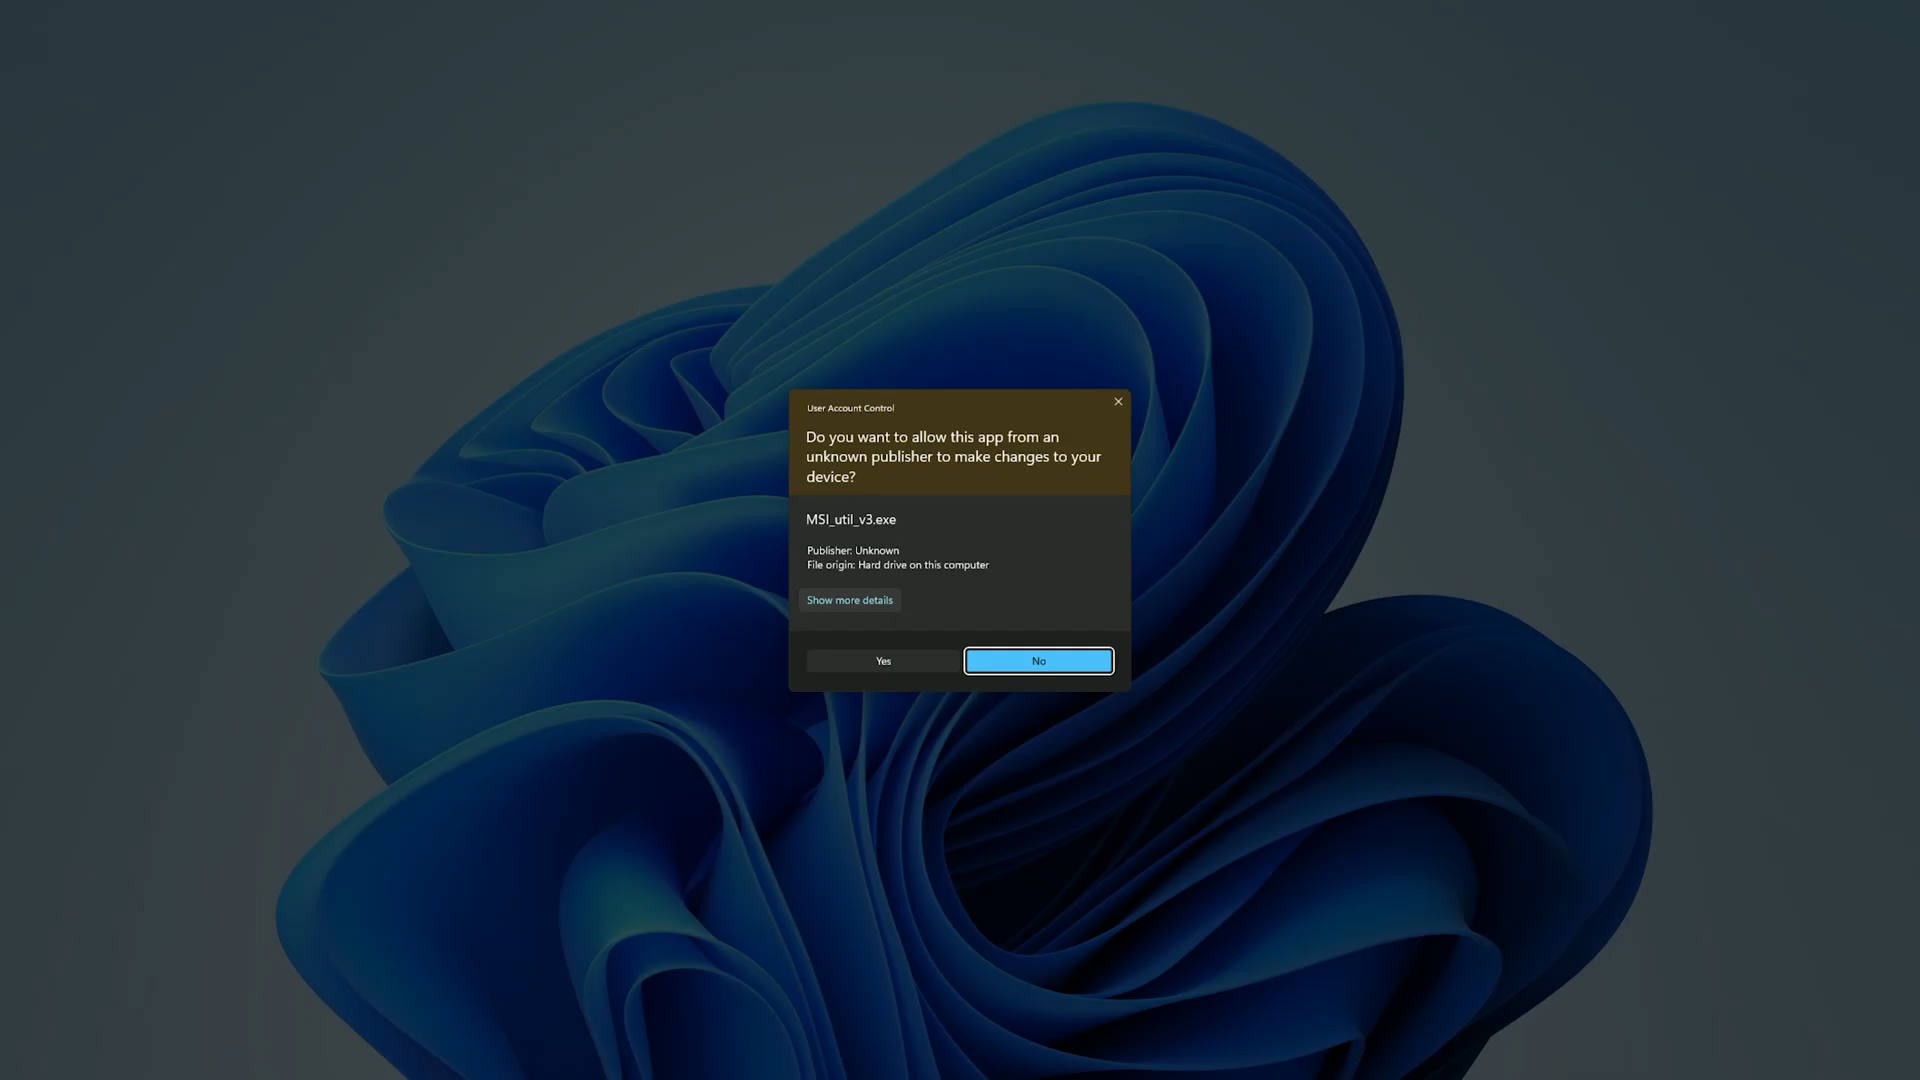 User Account Control
Do you want to allow this app from an
unknown publisher to make changes to your
device?
MSI_util_v3.exe
Publisher: Unknown
File origin: Hard drive on this computer
Show more details
Yes
No